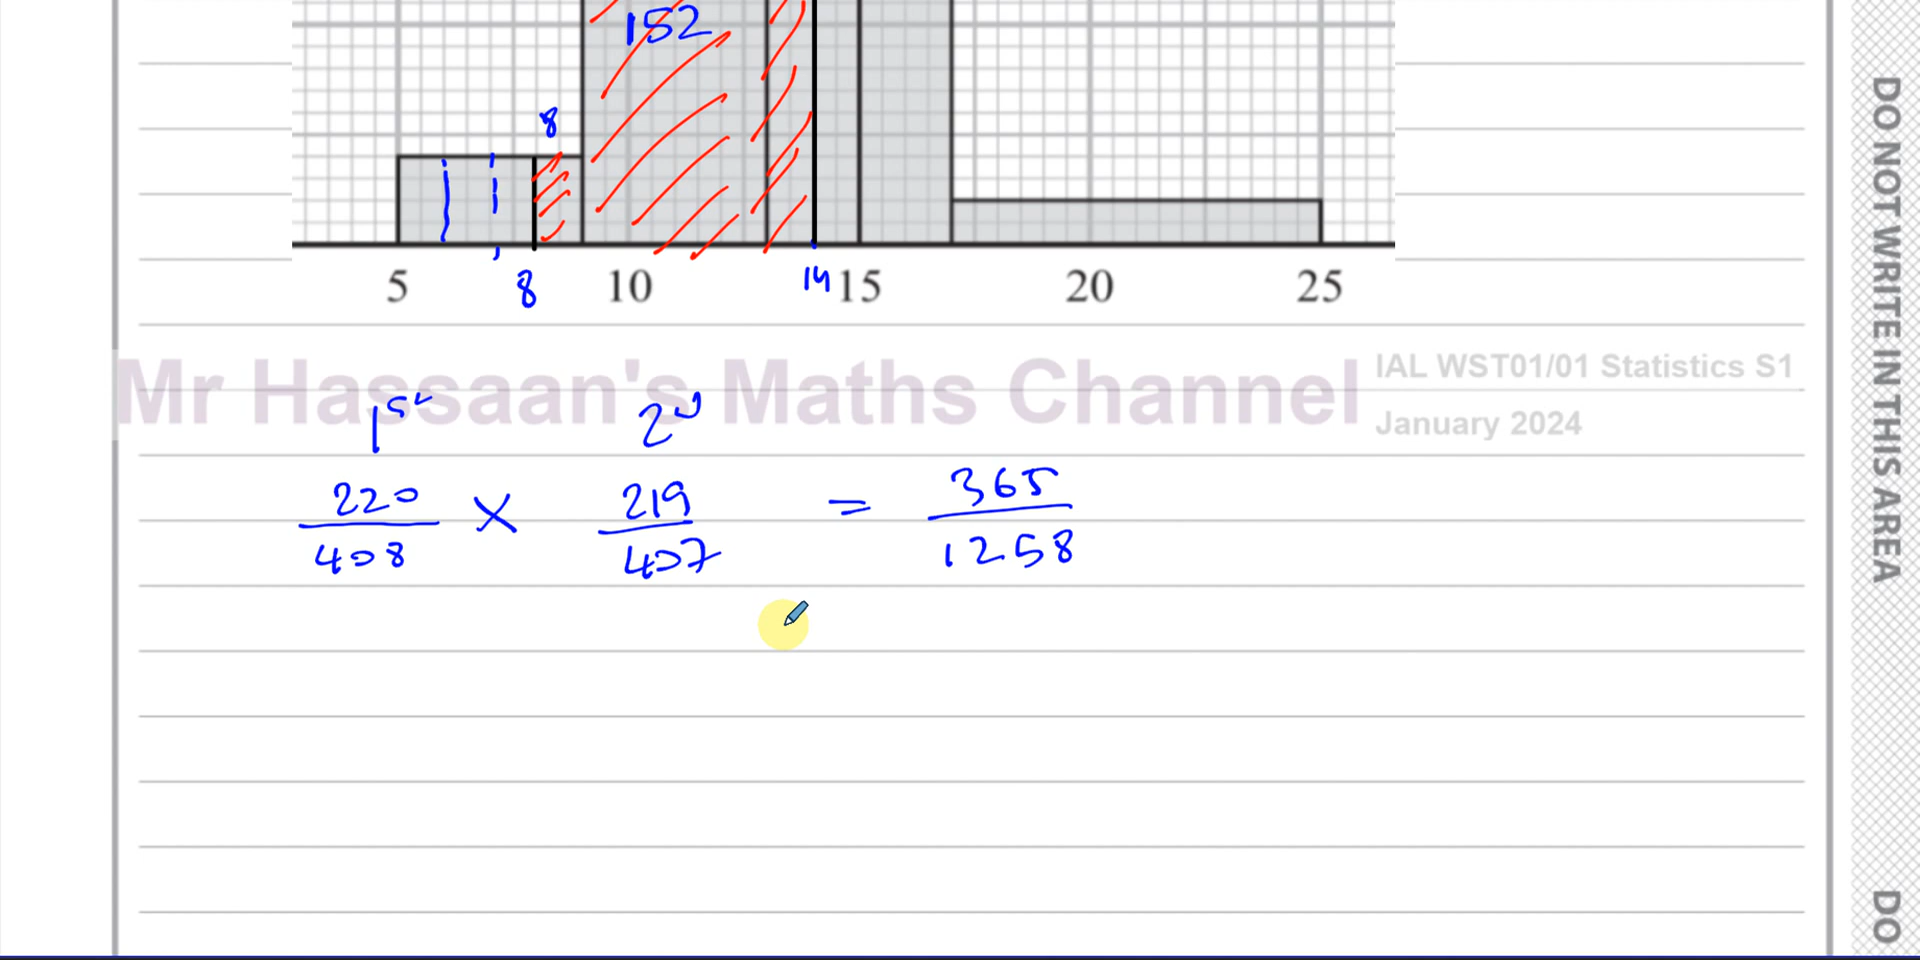 152
8
5 8 10 14 15 20 25
Mr Hassaan's Maths Channel
IAL WST01/01 Statistics S1
January 2024
1st 2nd
220/408 × 219/407 = 365/1258
DO NOT WRITE IN THIS AREA
DO